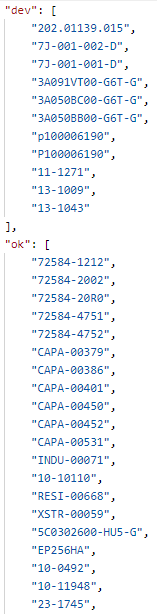 "dev": [
"202.01139.015",
"7J-001-002-D",
"7J-001-001-D",
"3A091VT00-G6T-G",
"3A050BC00-G6T-G",
"3A050BB00-G6T-G",
"p100006190",
"P100006190",
"11-1271",
"13-1009",
"13-1043"
],
"ok": [
"72584-1212",
"72584-2002",
"72584-20R0",
"72584-4751",
"72584-4752",
"CAPA-00379",
"CAPA-00386",
"CAPA-00401",
"CAPA-00450",
"CAPA-00452",
"CAPA-00531",
"INDU-00071",
"10-10110",
"RESI-00668",
"XSTR-00059",
"5C0302600-HU5-G",
"EP256HA",
"10-0492",
"10-11948",
"23-1745",